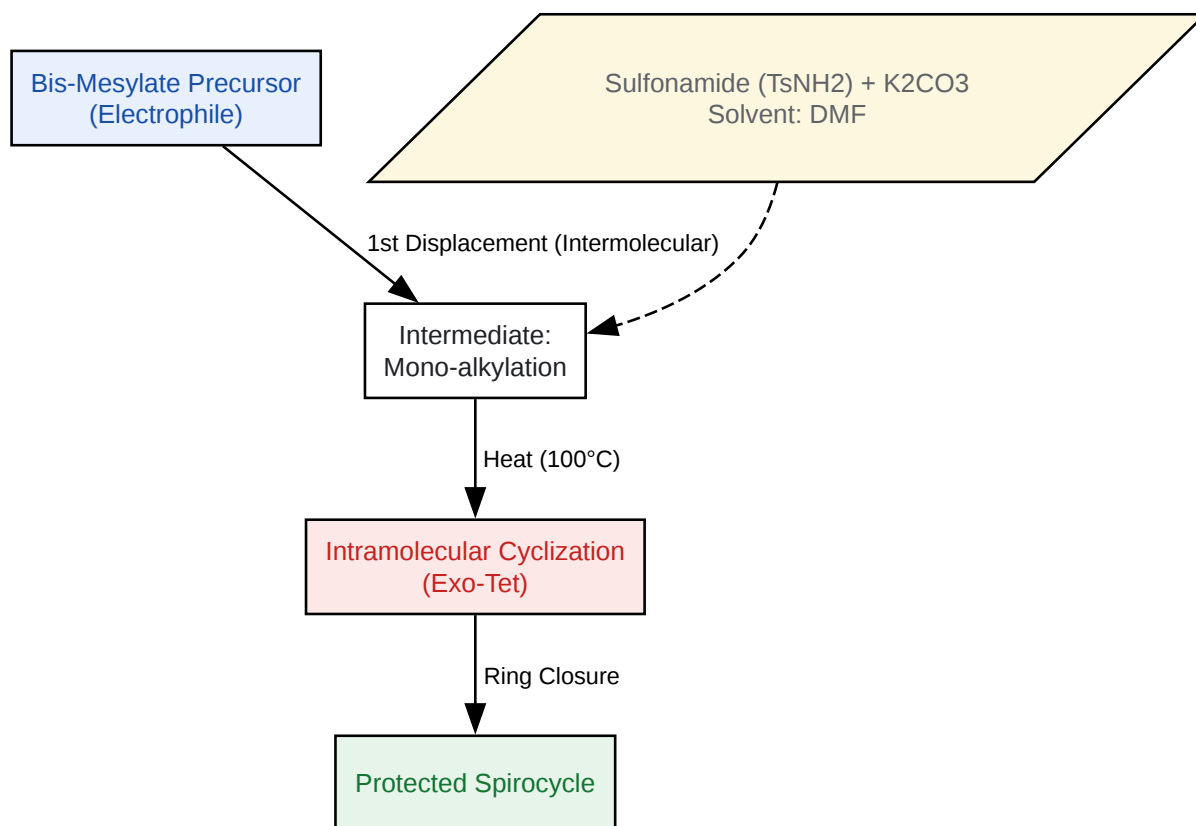 Bis-Mesylate Precursor
(Electrophile)
Sulfonamide (TsNH2) + K2CO3
Solvent: DMF
1st Displacement (Intermolecular)
Intermediate:
Mono-alkylation
Heat (100°C)
Intramolecular Cyclization
(Exo-Tet)
Ring Closure
Protected Spirocycle